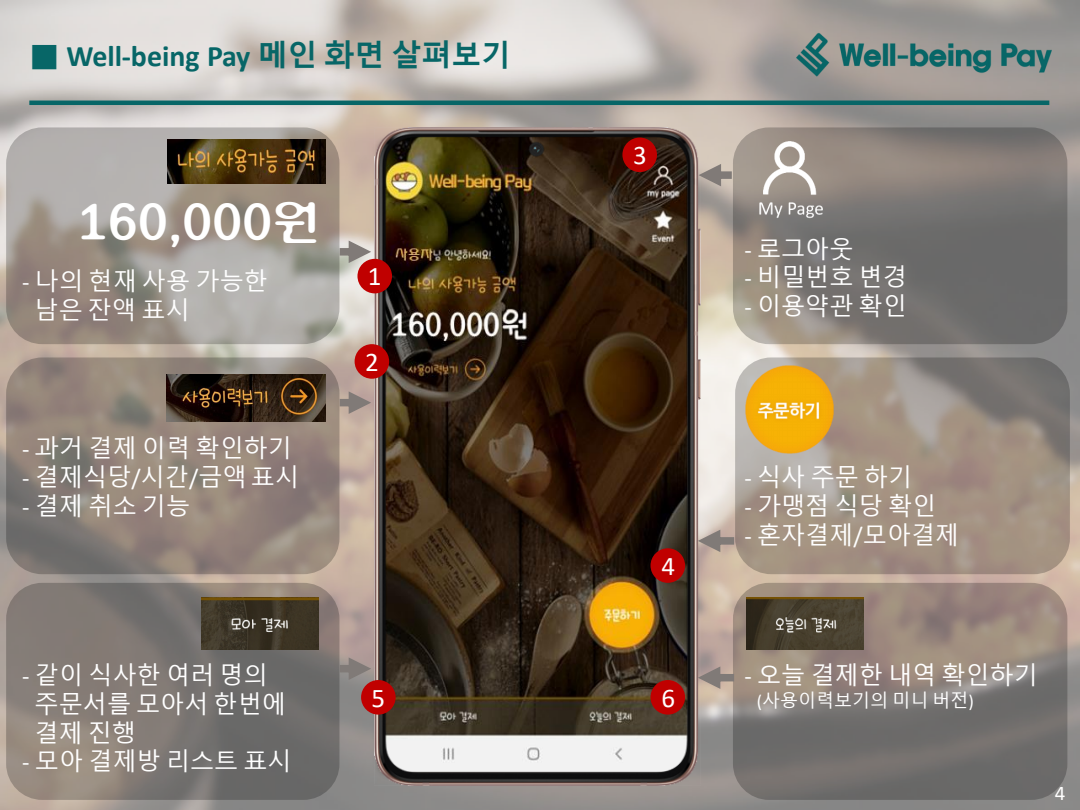 Well-being Pay 메인 화면 살펴보기
Well-being Pay
나의 사용가능 금액
160,000원
- 나의 현재 사용 가능한
남은 잔액 표시
사용이력보기
- 과거 결제 이력 확인하기
- 결제식당/시간/금액 표시
- 결제 취소 기능
모아 결제
- 같이 식사한 여러 명의
주문서를 모아서 한번에
결제 진행
- 모아 결제방 리스트 표시
Well-being Pay
3
my page
Event
사용자님 안녕하세요!
1
나의 사용가능 금액
160,000원
2
사용이력보기
4
주문하기
5
6
모아 결제
오늘의 결제
My Page
- 로그아웃
- 비밀번호 변경
- 이용약관 확인
주문하기
- 식사 주문 하기
- 가맹점 식당 확인
- 혼자결제/모아결제
오늘의 결제
- 오늘 결제한 내역 확인하기
(사용이력보기의 미니 버전)
4